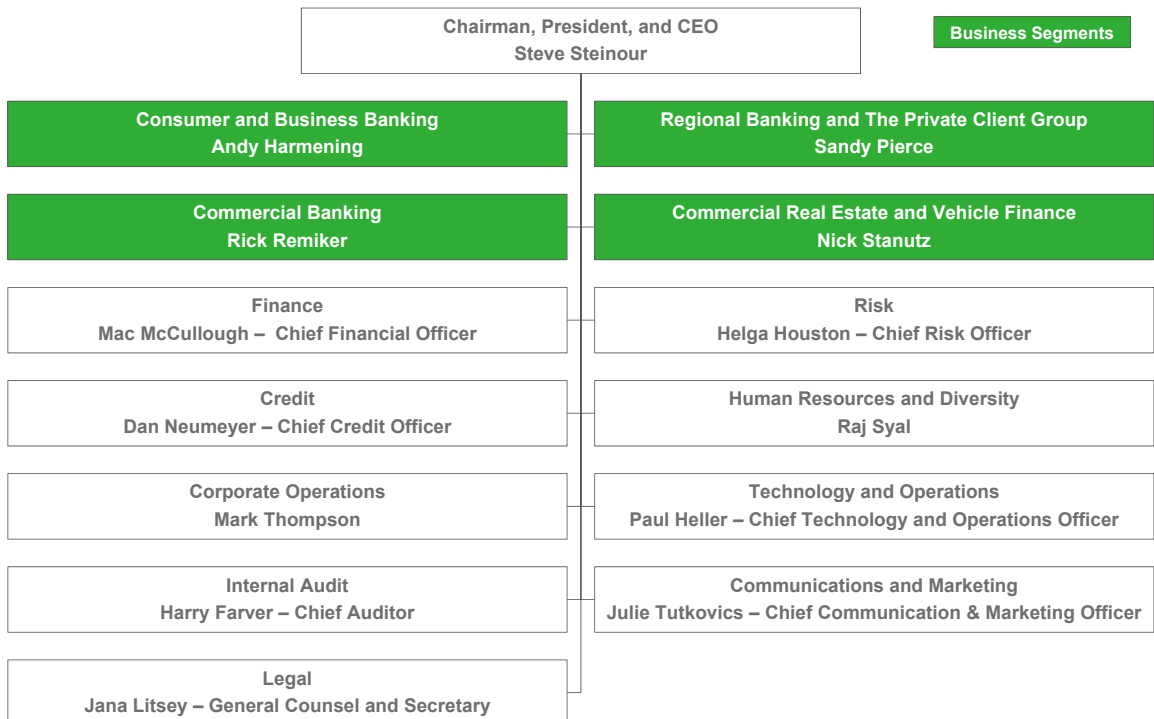 Chairman, President, and CEO
Steve Steinour
Business Segments
Consumer and Business Banking
Andy Harmening
Regional Banking and The Private Client Group
Sandy Pierce
Commercial Banking
Rick Remiker
Commercial Real Estate and Vehicle Finance
Nick Stanutz
Finance
Mac McCullough – Chief Financial Officer
Risk
Helga Houston – Chief Risk Officer
Credit
Dan Neumeyer – Chief Credit Officer
Human Resources and Diversity
Raj Syal
Corporate Operations
Mark Thompson
Technology and Operations
Paul Heller – Chief Technology and Operations Officer
Internal Audit
Harry Farver – Chief Auditor
Communications and Marketing
Julie Tutkovics – Chief Communication & Marketing Officer
Legal
Jana Litsey – General Counsel and Secretary